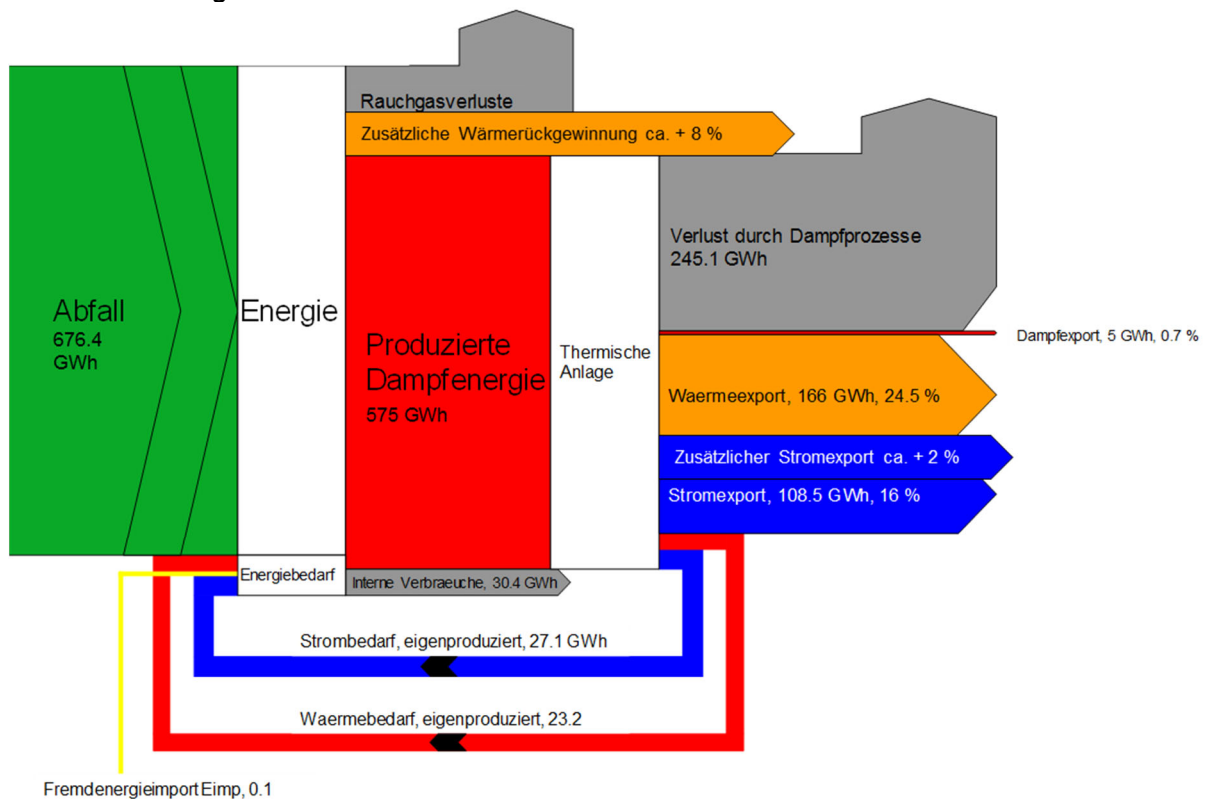 Rauchgasverluste
Zusätzliche Wärmerückgewinnung ca. + 8 %
Verlust durch Dampfprozesse
245.1 GWh
Abfall
676.4
GWh
Energie
Produzierte
Dampfenergie
575 GWh
Thermische
Anlage
Dampfexport, 5 GWh, 0.7 %
Waermeexport, 166 GWh, 24.5 %
Zusätzlicher Stromexport ca. + 2 %
Stromexport, 108.5 GWh, 16 %
Energiebedarf
Interne Verbraeuche, 30.4 GWh
Strombedarf, eigenproduziert, 27.1 GWh
Waermebedarf, eigenproduziert, 23.2
Fremdenergieimport Eimp, 0.1